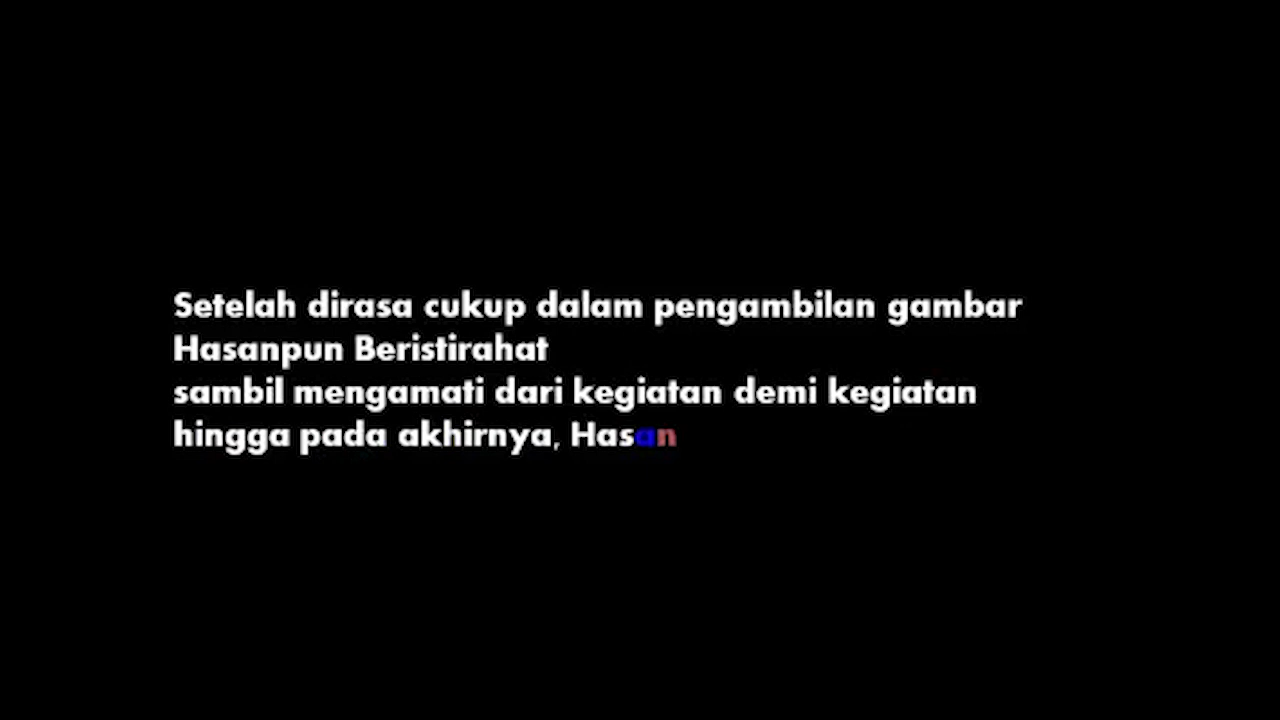 Setelah dirasa cukup dalam pengambilan gambar
Hasanpun Beristirahat
sambil mengamati dari kegiatan demi kegiatan
hingga pada akhirnya, Hasan